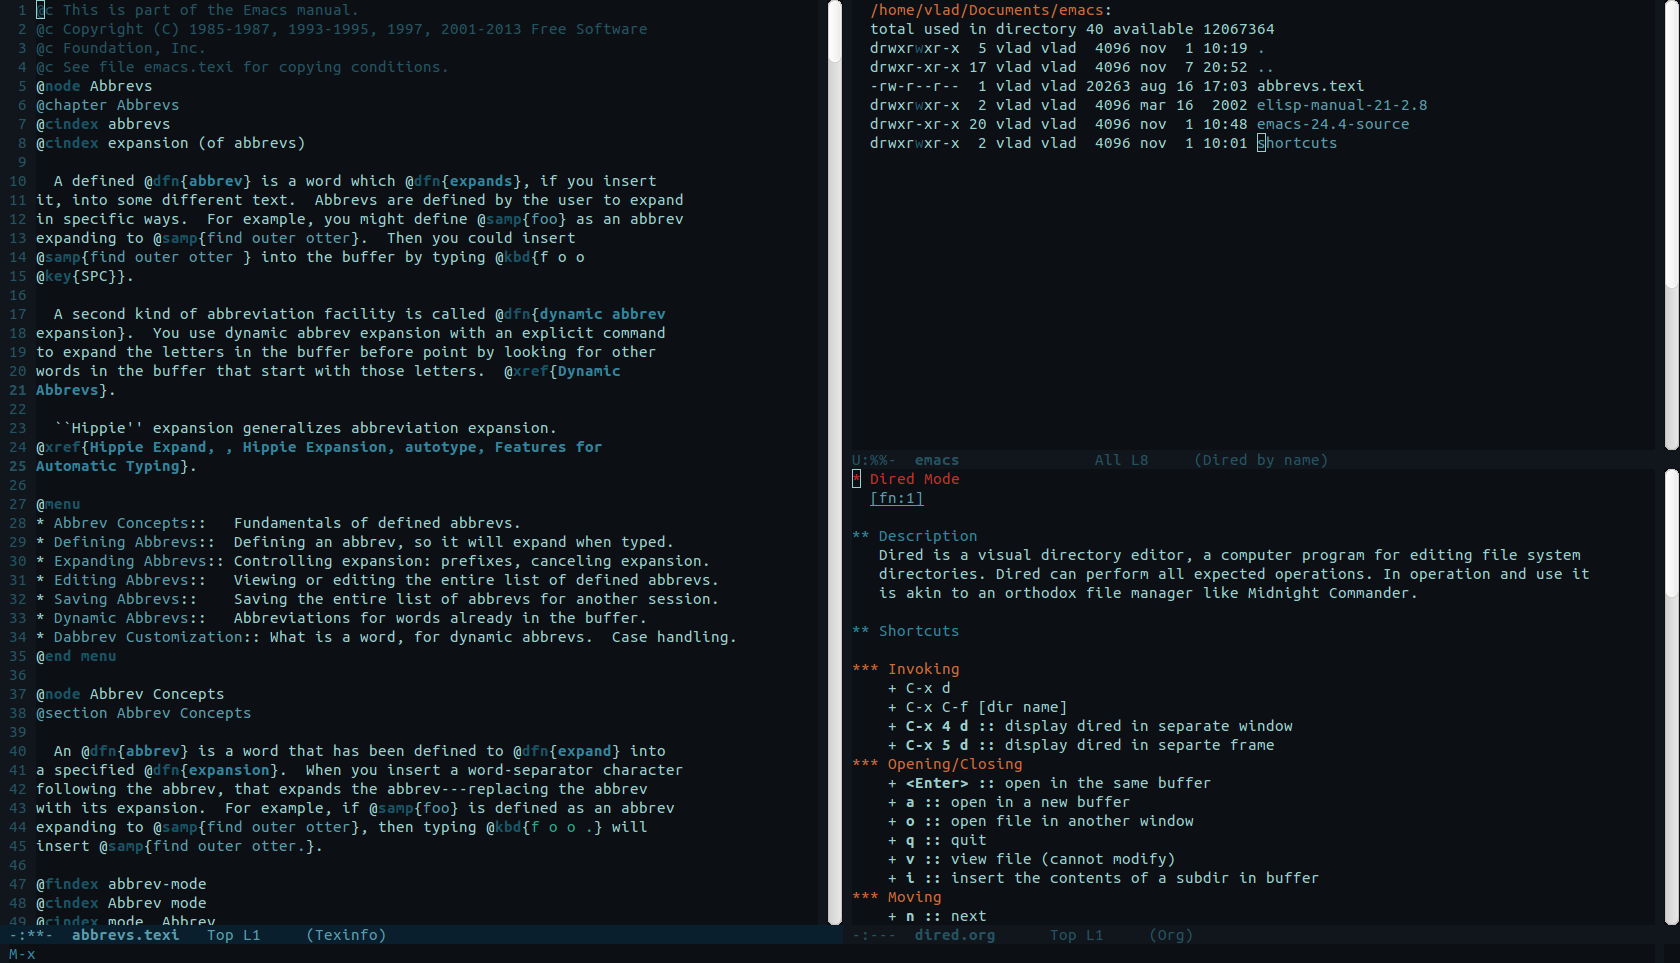 1 @c This is part of the Emacs manual.
2 @c Copyright (C) 1985-1987, 1993-1995, 1997, 2001-2013 Free Software
3 @c Foundation, Inc.
4 @c See file emacs.texi for copying conditions.
5 @node Abbrevs
6 @chapter Abbrevs
7 @cindex abbrevs
8 @cindex expansion (of abbrevs)
9
10   A defined @dfn{abbrev} is a word which @dfn{expands}, if you insert
11 it, into some different text.  Abbrevs are defined by the user to expand
12 in specific ways.  For example, you might define @samp{foo} as an abbrev
13 expanding to @samp{find outer otter}.  Then you could insert
14 @samp{find outer otter } into the buffer by typing @kbd{f o o
15 @key{SPC}}.
16
17   A second kind of abbreviation facility is called @dfn{dynamic abbrev
18 expansion}.  You use dynamic abbrev expansion with an explicit command
19 to expand the letters in the buffer before point by looking for other
20 words in the buffer that start with those letters.  @xref{Dynamic
21 Abbrevs}.
22
23   ``Hippie'' expansion generalizes abbreviation expansion.
24 @xref{Hippie Expand, , Hippie Expansion, autotype, Features for
25 Automatic Typing}.
26
27 @menu
28 * Abbrev Concepts::   Fundamentals of defined abbrevs.
29 * Defining Abbrevs::  Defining an abbrev, so it will expand when typed.
30 * Expanding Abbrevs:: Controlling expansion: prefixes, canceling expansion.
31 * Editing Abbrevs::   Viewing or editing the entire list of defined abbrevs.
32 * Saving Abbrevs::    Saving the entire list of abbrevs for another session.
33 * Dynamic Abbrevs::   Abbreviations for words already in the buffer.
34 * Dabbrev Customization:: What is a word, for dynamic abbrevs.  Case handling.
35 @end menu
36
37 @node Abbrev Concepts
38 @section Abbrev Concepts
39
40   An @dfn{abbrev} is a word that has been defined to @dfn{expand} into
41 a specified @dfn{expansion}.  When you insert a word-separator character
42 following the abbrev, that expands the abbrev---replacing the abbrev
43 with its expansion.  For example, if @samp{foo} is defined as an abbrev
44 expanding to @samp{find outer otter}, then typing @kbd{f o o .} will
45 insert @samp{find outer otter.}.
46
47 @findex abbrev-mode
48 @cindex Abbrev mode
49 @cindex mode, Abbrev
-:**-  abbrevs.texi   Top L1     (Texinfo)
M-x
/home/vlad/Documents/emacs:
total used in directory 40 available 12067364
drwxrwxr-x  5 vlad vlad  4096 nov  1 10:19 .
drwxr-xr-x 17 vlad vlad  4096 nov  7 20:52 ..
-rw-r--r--  1 vlad vlad 20263 aug 16 17:03 abbrevs.texi
drwxrwxr-x  2 vlad vlad  4096 mar 16  2002 elisp-manual-21-2.8
drwxr-xr-x 20 vlad vlad  4096 nov  1 10:48 emacs-24.4-source
drwxrwxr-x  2 vlad vlad  4096 nov  1 10:01 shortcuts
U:%%-  emacs               All L8     (Dired by name)
* Dired Mode
[fn:1]
** Description
Dired is a visual directory editor, a computer program for editing file system
directories. Dired can perform all expected operations. In operation and use it
is akin to an orthodox file manager like Midnight Commander.
** Shortcuts
*** Invoking
+ C-x d
+ C-x C-f [dir name]
+ C-x 4 d :: display dired in separate window
+ C-x 5 d :: display dired in separte frame
*** Opening/Closing
+ <Enter> :: open in the same buffer
+ a :: open in a new buffer
+ o :: open file in another window
+ q :: quit
+ v :: view file (cannot modify)
+ i :: insert the contents of a subdir in buffer
*** Moving
+ n :: next
-:---  dired.org      Top L1     (Org)